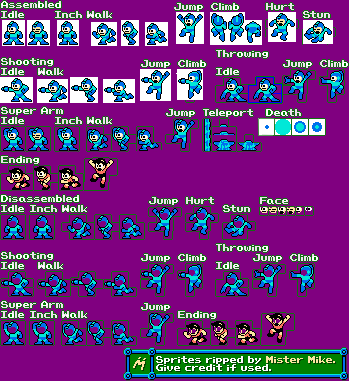 Assembled
Jump Climb Hurt
Idle Inch Walk Stun
Shooting Throwing
Idle Walk Jump Climb Idle Jump Climb
Super Arm
Idle Inch Walk Jump Teleport Death
Ending
Disassembled
Idle Inch Walk Jump Hurt Stun Face
Shooting Throwing
Idle Walk Jump Climb Idle Jump Climb
Super Arm
Idle Inch Walk Jump Ending
Sprites ripped by Mister Mike.
Give credit if used.